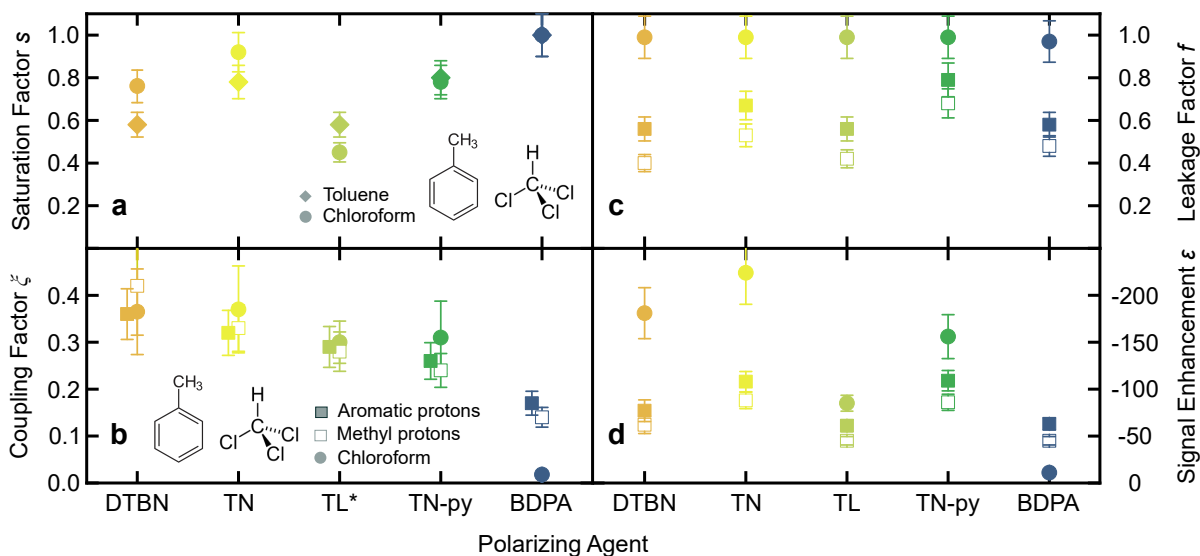 Saturation Factor s
1.0
0.8
0.6
0.4
0.2
a
Toluene
Chloroform
CH3
H
C
Cl
Cl
Cl
c
1.0
0.8
0.6
0.4
0.2
Leakage Factor f
Coupling Factor ξ
0.4
0.3
0.2
0.1
0.0
b
CH3
H
C
Cl
Cl
Cl
Aromatic protons
Methyl protons
Chloroform
d
-200
-150
-100
-50
0
Signal Enhancement ε
DTBN TN TL* TN-py BDPA DTBN TN TL TN-py BDPA
Polarizing Agent